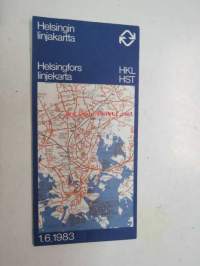 Helsingin
linjakartta
Helsingfors
linjekarta
HKL
HST
1.6.1983